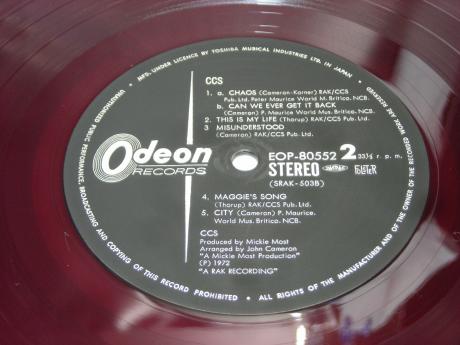 MFG. UNDER LICENCE BY TOSHIBA MUSICAL INDUSTRIES LTD. IN JAPAN
CCS
1. a. CHAOS (Cameron-Korner) RAK/CCS
Pub. Ltd. Peter Maurice World M. Britico. NCB.
b. CAN WE EVER GET IT BACK
(Cameron) P. Maurice World Mus. Britico. NCB.
2. THIS IS MY LIFE (Thorup) RAK/CCS Pub. Ltd.
3 MISUNDERSTOOD
(Cameron) RAK/CCS Pub. Ltd.
Odeon
RECORDS
EOP-80552 2 33⅓ r. p. m.
STEREO
(SRAK-503B)
4. MAGGIE'S SONG
(Thorup) RAK/CCS Pub. Ltd.
5. CITY (Cameron) P. Maurice.
World Mus. Britico. NCB.
CCS
Produced by Mickie Most
Arranged by John Cameron
"A Mickie Most Production"
(P) 1972
"A RAK RECORDING"
UNAUTHORIZED PUBLIC PERFORMANCE, BROADCASTING AND COPYING OF THIS RECORD PROHIBITED • ALL RIGHTS OF THE MANUFACTURER AND OF THE OWNER OF THE RECORDED WORK RESERVED